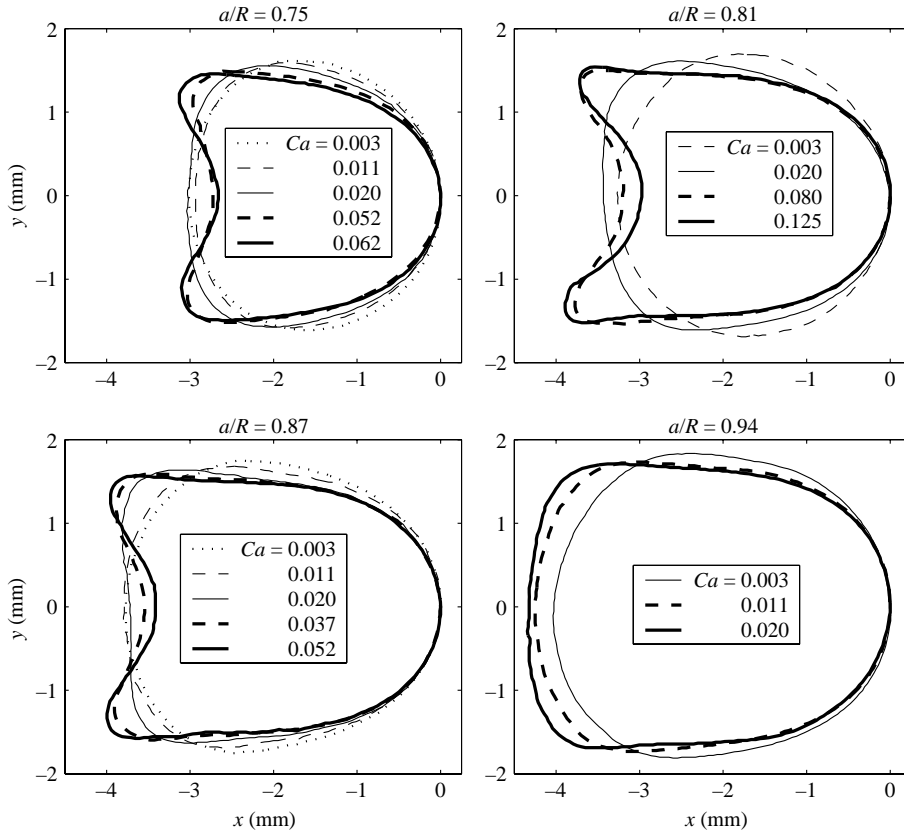 a/R = 0.75
a/R = 0.81
2
1
0
−1
−2
y (mm)
Ca = 0.003
0.011
0.020
0.052
0.062
−4 −3 −2 −1 0
2
1
0
−1
−2
Ca = 0.003
0.020
0.080
0.125
−4 −3 −2 −1 0
a/R = 0.87
a/R = 0.94
2
1
0
−1
−2
y (mm)
Ca = 0.003
0.011
0.020
0.037
0.052
−4 −3 −2 −1 0
x (mm)
2
1
0
−1
−2
Ca = 0.003
0.011
0.020
−4 −3 −2 −1 0
x (mm)